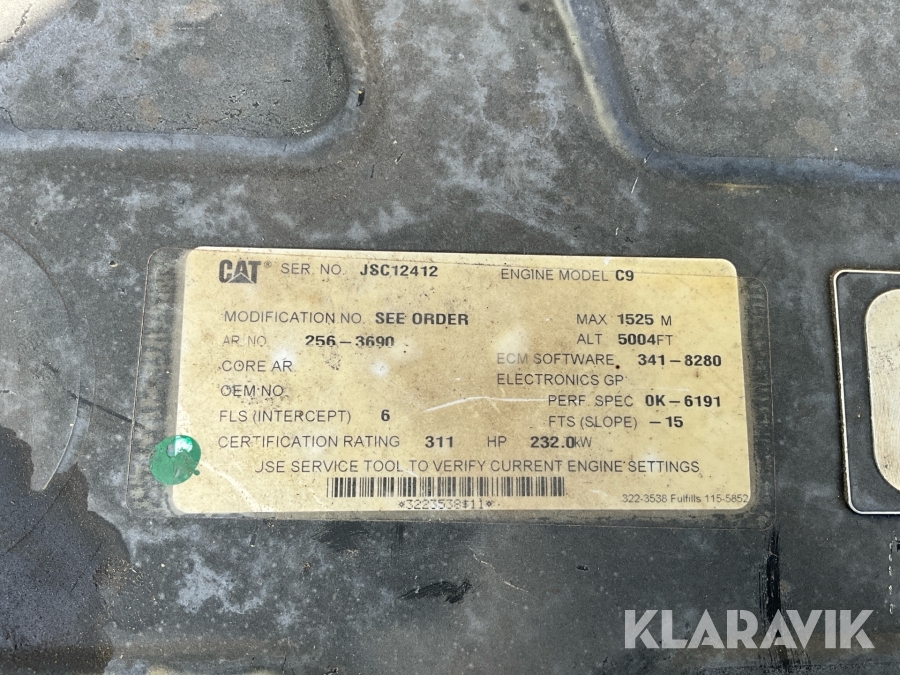 CAT® SER. NO. JSC12412 ENGINE MODEL C9
MODIFICATION NO. SEE ORDER MAX 1525 M
AR. NO. 256-3690 ALT 5004FT
CORE AR ECM SOFTWARE 341-8280
OEM NO ELECTRONICS GP
PERF. SPEC 0K-6191
FLS (INTERCEPT) 6 FTS (SLOPE) -15
CERTIFICATION RATING 311 HP 232.0kW
JSE SERVICE TOOL TO VERIFY CURRENT ENGINE SETTINGS
*3223538$11* 322-3538 Fulfills 115-5852
KLARAVIK